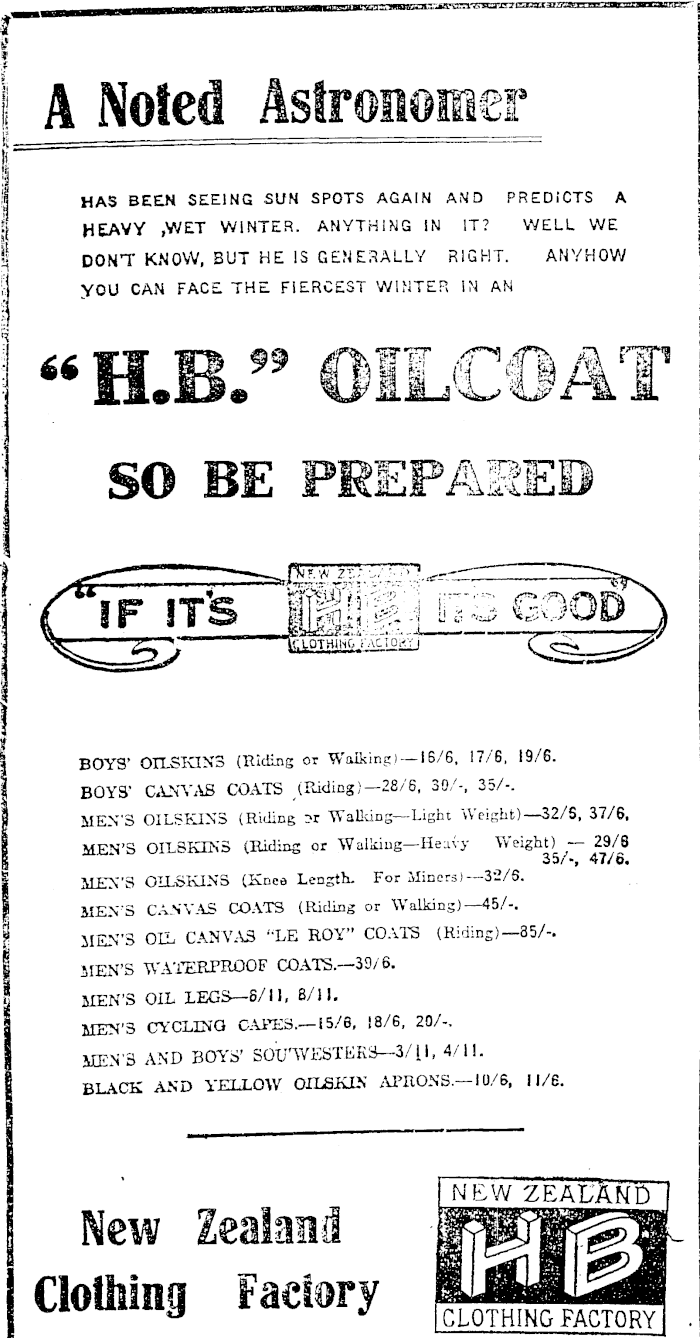 A Noted Astronomer
HAS BEEN SEEING SUN SPOTS AGAIN AND PREDICTS A
HEAVY ,WET WINTER. ANYTHING IN IT? WELL WE
DON'T KNOW, BUT HE IS GENERALLY RIGHT. ANYHOW
YOU CAN FACE THE FIERCEST WINTER IN AN
"H.B." OILCOAT
SO BE PREPARED
NEW ZEALAND
"IF IT'S HB IT'S GOOD"
CLOTHING FACTORY
BOYS' OILSKINS (Riding or Walking)—16/6, 17/6, 19/6.
BOYS' CANVAS COATS (Riding)—28/6, 30/-, 35/-.
MEN'S OILSKINS (Riding or Walking—Light Weight)—32/6, 37/6,
MEN'S OILSKINS (Riding or Walking—Heavy Weight) — 29/6
35/-, 47/6.
MEN'S OILSKINS (Knee Length. For Miners)—32/6.
MEN'S CANVAS COATS (Riding or Walking)—45/-.
MEN'S OIL CANVAS "LE ROY" COATS (Riding)—85/-.
MEN'S WATERPROOF COATS.—39/6.
MEN'S OIL LEGS—6/11, 8/11.
MEN'S CYCLING CAPES.—15/6, 18/6, 20/-.
MEN'S AND BOYS' SOU'WESTERS—3/11, 4/11.
BLACK AND YELLOW OILSKIN APRONS.—10/6, 11/6.
New Zealand
Clothing Factory
NEW ZEALAND
HB
CLOTHING FACTORY